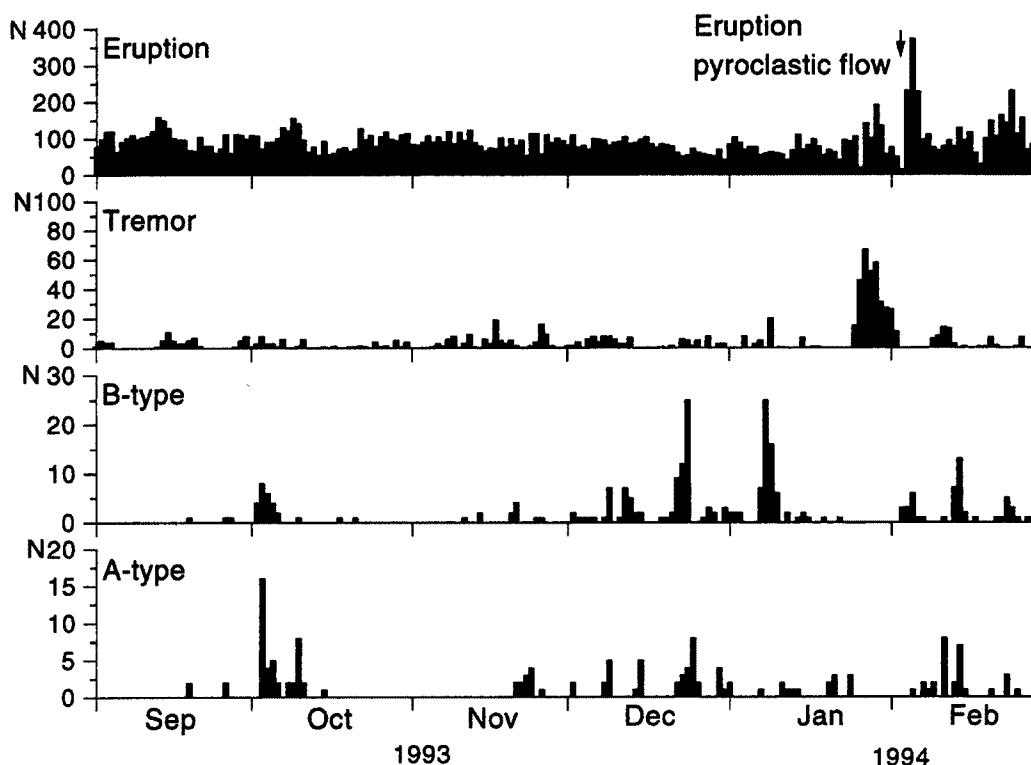 N 400
Eruption
300
200
100
0
Eruption
pyroclastic flow
N100
Tremor
80
60
40
20
0
N 30
B-type
20
10
0
N20
A-type
15
10
5
0
Sep Oct Nov Dec Jan Feb
1993 1994